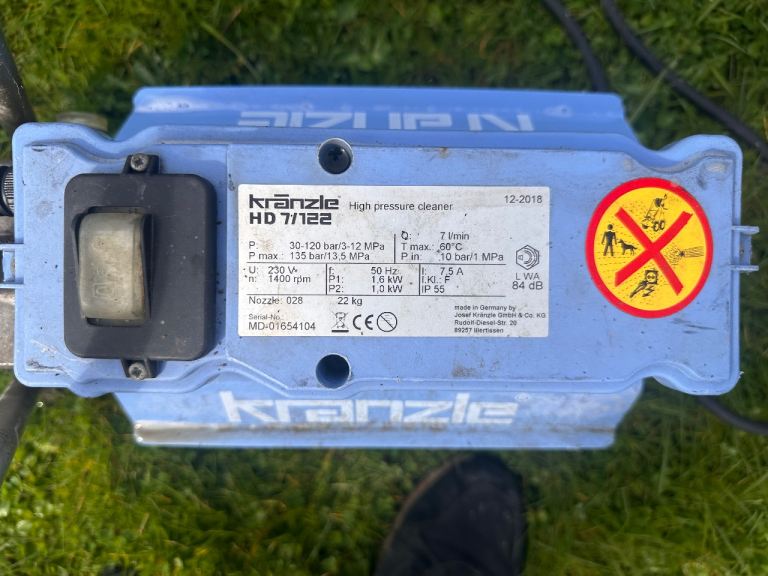 Kränzle
kränzle High pressure cleaner 12-2018
HD 7/122
P: 30-120 bar/3-12 MPa
P max.: 135 bar/13,5 MPa
Q: 7 l/min
T max.: 60°C
P in: 10 bar/1 MPa
U: 230 V~ f: 50 Hz I: 7,5 A
n: 1400 rpm P1: 1,6 kW I.Kl.: F
P2: 1,0 kW IP 55
LWA
84 dB
Nozzle: 028 22 kg
Serial-No.:
MD-01654104
CE
made in Germany by
Josef Kränzle GmbH & Co. KG
Rudolf-Diesel-Str. 20
89257 Illertissen
kränzle